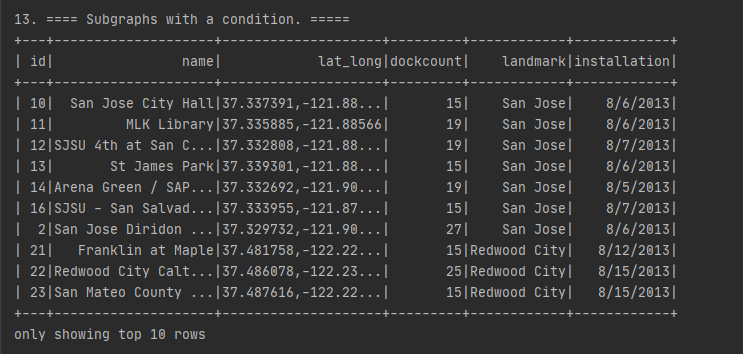 13. ==== Subgraphs with a condition. =====
+---+--------------------+--------------------+---------+------------+------------+
| id|                name|            lat_long|dockcount|    landmark|installation|
+---+--------------------+--------------------+---------+------------+------------+
| 10|  San Jose City Hall|37.337391,-121.88...|       15|    San Jose|    8/6/2013|
| 11|         MLK Library|37.335885,-121.88566|       19|    San Jose|    8/6/2013|
| 12|SJSU 4th at San C...|37.332808,-121.88...|       19|    San Jose|    8/7/2013|
| 13|       St James Park|37.339301,-121.88...|       15|    San Jose|    8/6/2013|
| 14|Arena Green / SAP...|37.332692,-121.90...|       19|    San Jose|    8/5/2013|
| 16|SJSU - San Salvad...|37.333955,-121.87...|       15|    San Jose|    8/7/2013|
|  2|San Jose Diridon ...|37.329732,-121.90...|       27|    San Jose|    8/6/2013|
| 21|   Franklin at Maple|37.481758,-122.22...|       15|Redwood City|   8/12/2013|
| 22|Redwood City Calt...|37.486078,-122.23...|       25|Redwood City|   8/15/2013|
| 23|San Mateo County ...|37.487616,-122.22...|       15|Redwood City|   8/15/2013|
+---+--------------------+--------------------+---------+------------+------------+
only showing top 10 rows